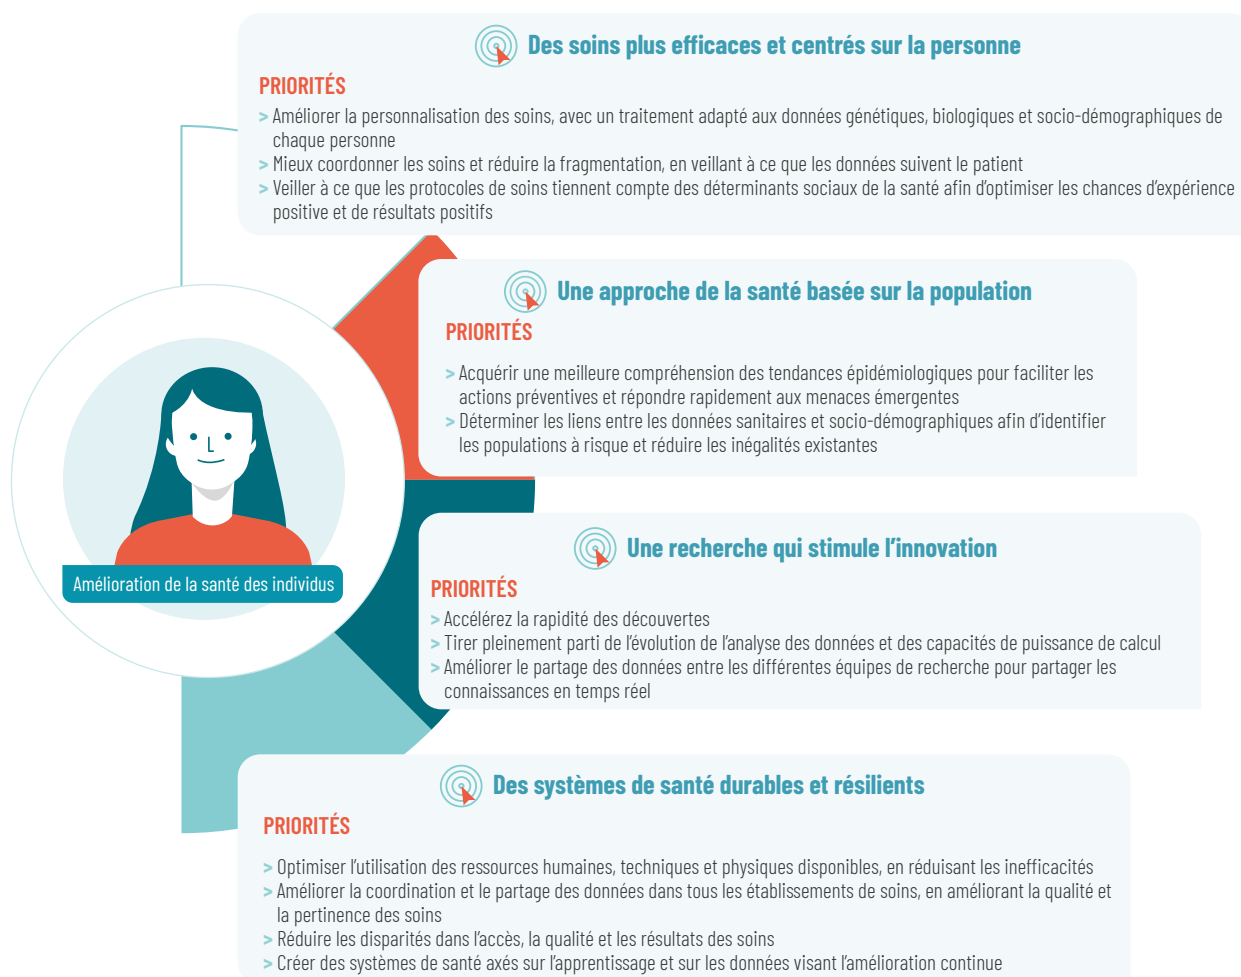 Des soins plus efficaces et centrés sur la personne
PRIORITÉS
> Améliorer la personnalisation des soins, avec un traitement adapté aux données génétiques, biologiques et socio-démographiques de
chaque personne
> Mieux coordonner les soins et réduire la fragmentation, en veillant à ce que les données suivent le patient
> Veiller à ce que les protocoles de soins tiennent compte des déterminants sociaux de la santé afin d’optimiser les chances d’expérience
positive et de résultats positifs
Une approche de la santé basée sur la population
PRIORITÉS
> Acquérir une meilleure compréhension des tendances épidémiologiques pour faciliter les
actions préventives et répondre rapidement aux menaces émergentes
> Déterminer les liens entre les données sanitaires et socio-démographiques afin d’identifier
les populations à risque et réduire les inégalités existantes
Amélioration de la santé des individus
Une recherche qui stimule l’innovation
PRIORITÉS
> Accélérez la rapidité des découvertes
> Tirer pleinement parti de l’évolution de l’analyse des données et des capacités de puissance de calcul
> Améliorer le partage des données entre les différentes équipes de recherche pour partager les
connaissances en temps réel
Des systèmes de santé durables et résilients
PRIORITÉS
> Optimiser l’utilisation des ressources humaines, techniques et physiques disponibles, en réduisant les inefficacités
> Améliorer la coordination et le partage des données dans tous les établissements de soins, en améliorant la qualité et
la pertinence des soins
> Réduire les disparités dans l’accès, la qualité et les résultats des soins
> Créer des systèmes de santé axés sur l’apprentissage et sur les données visant l’amélioration continue